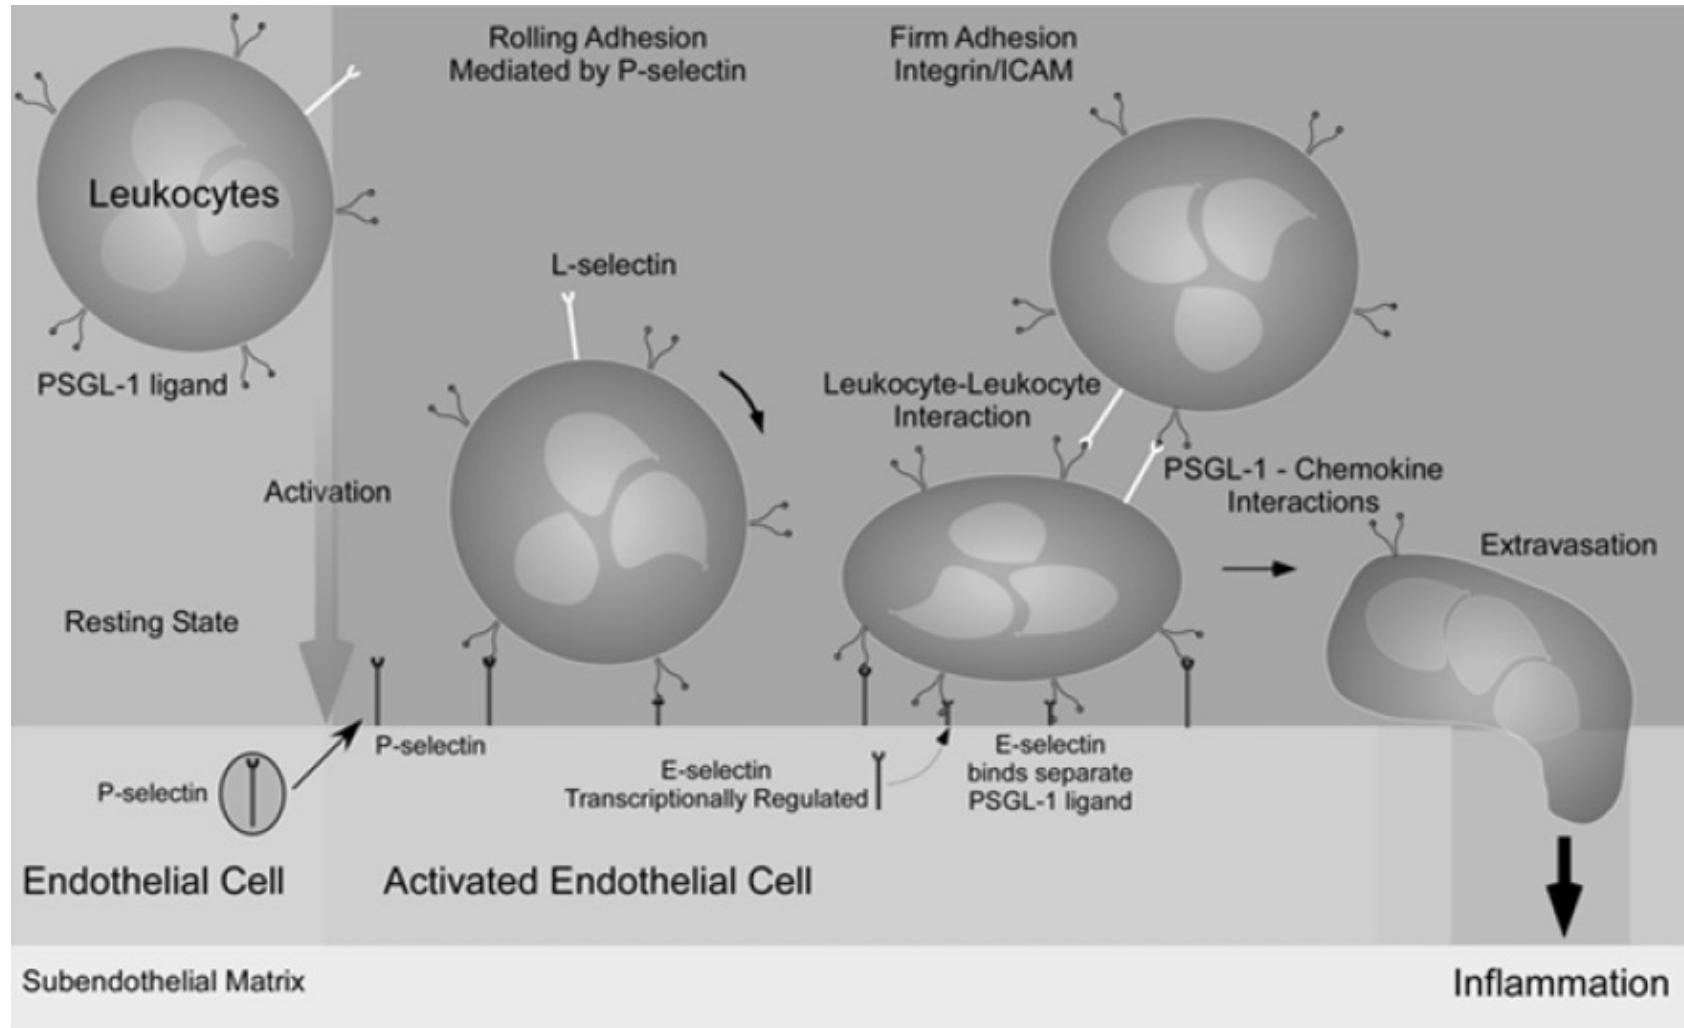 Rolling Adhesion
Mediated by P-selectin
Firm Adhesion
Integrin/ICAM
Leukocytes
L-selectin
PSGL-1 ligand
Leukocyte-Leukocyte
Interaction
PSGL-1 - Chemokine
Interactions
Activation
Extravasation
Resting State
P-selectin
P-selectin
E-selectin
Transcriptionally Regulated
E-selectin
binds separate
PSGL-1 ligand
Endothelial Cell
Activated Endothelial Cell
Subendothelial Matrix
Inflammation